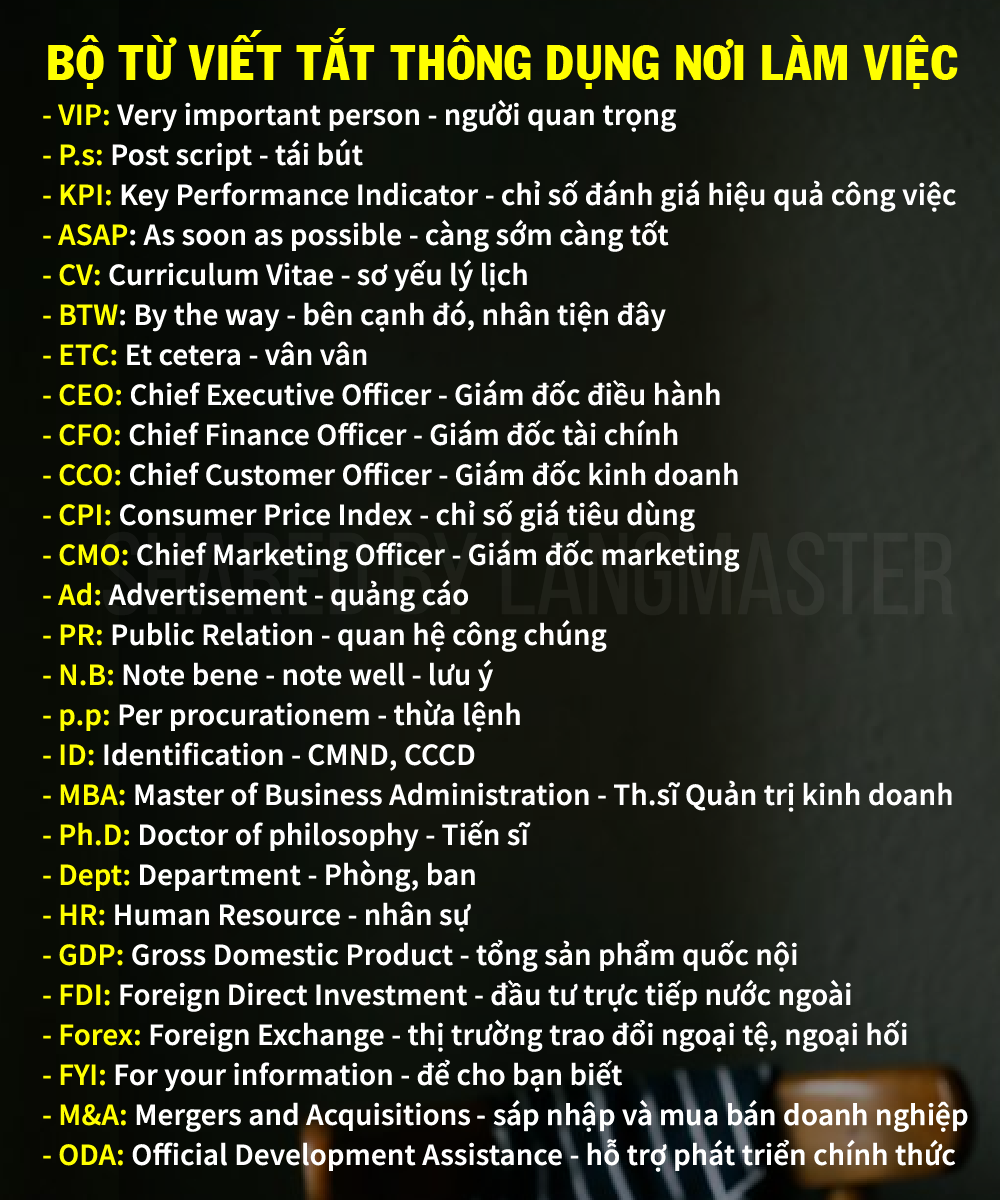 BỘ TỪ VIẾT TẮT THÔNG DỤNG NƠI LÀM VIỆC
- VIP: Very important person - người quan trọng
- P.s: Post script - tái bút
- KPI: Key Performance Indicator - chỉ số đánh giá hiệu quả công việc
- ASAP: As soon as possible - càng sớm càng tốt
- CV: Curriculum Vitae - sơ yếu lý lịch
- BTW: By the way - bên cạnh đó, nhân tiện đây
- ETC: Et cetera - vân vân
- CEO: Chief Executive Officer - Giám đốc điều hành
- CFO: Chief Finance Officer - Giám đốc tài chính
- CCO: Chief Customer Officer - Giám đốc kinh doanh
- CPI: Consumer Price Index - chỉ số giá tiêu dùng
- CMO: Chief Marketing Officer - Giám đốc marketing
SHARED BY LANGMASTER
- Ad: Advertisement - quảng cáo
- PR: Public Relation - quan hệ công chúng
- N.B: Note bene - note well - lưu ý
- p.p: Per procurationem - thừa lệnh
- ID: Identification - CMND, CCCD
- MBA: Master of Business Administration - Th.sĩ Quản trị kinh doanh
- Ph.D: Doctor of philosophy - Tiến sĩ
- Dept: Department - Phòng, ban
- HR: Human Resource - nhân sự
- GDP: Gross Domestic Product - tổng sản phẩm quốc nội
- FDI: Foreign Direct Investment - đầu tư trực tiếp nước ngoài
- Forex: Foreign Exchange - thị trường trao đổi ngoại tệ, ngoại hối
- FYI: For your information - để cho bạn biết
- M&A: Mergers and Acquisitions - sáp nhập và mua bán doanh nghiệp
- ODA: Official Development Assistance - hỗ trợ phát triển chính thức